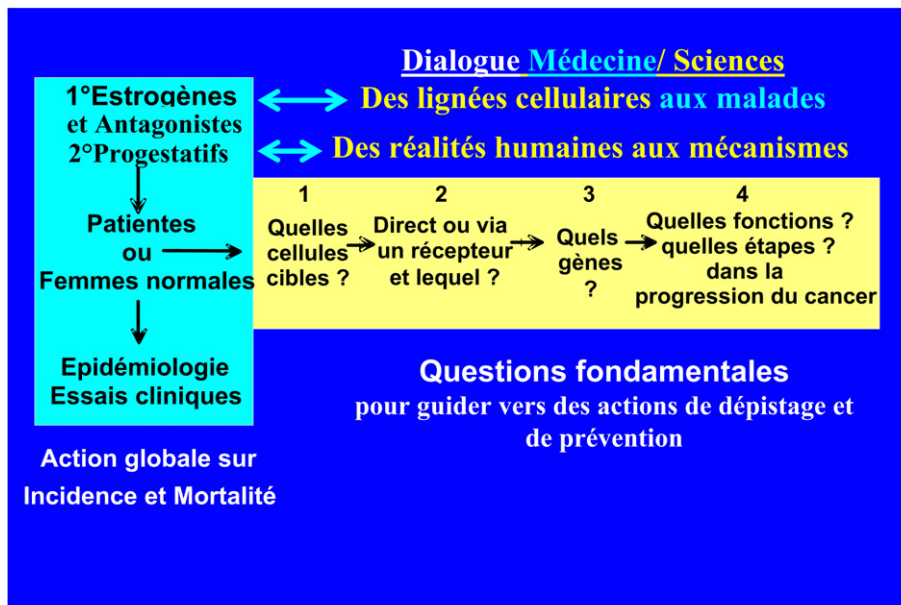 Dialogue Médecine/ Sciences
1°Estrogènes
et Antagonistes
2°Progestatifs
Des lignées cellulaires aux malades
Des réalités humaines aux mécanismes
Patientes
ou
Femmes normales
1
Quelles
cellules
cibles ?
2
Direct ou via
un récepteur
et lequel ?
3
Quels
gènes
?
4
Quelles fonctions ?
quelles étapes ?
dans la
progression du cancer
Epidémiologie
Essais cliniques
Action globale sur
Incidence et Mortalité
Questions fondamentales
pour guider vers des actions de dépistage et
de prévention